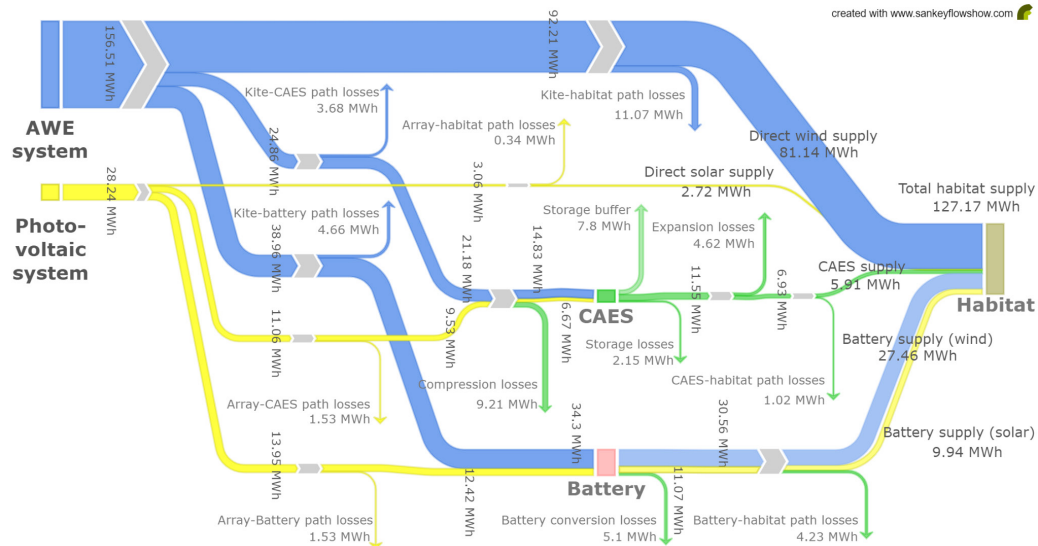 created with www.sankeyflowshow.com
156.51 MWh
92.21 MWh
AWE
system
Kite-CAES path losses
3.68 MWh
Kite-habitat path losses
11.07 MWh
Array-habitat path losses
0.34 MWh
Direct wind supply
81.14 MWh
24.86 MWh
28.24 MWh
3.06 MWh
Direct solar supply
2.72 MWh
Total habitat supply
127.17 MWh
Photo-
voltaic
system
Kite-battery path losses
4.66 MWh
38.96 MWh
Storage buffer
7.8 MWh
Expansion losses
4.62 MWh
21.18 MWh
14.83 MWh
11.55 MWh
6.93 MWh
CAES supply
5.91 MWh
Habitat
11.06 MWh
9.53 MWh
6.67 MWh
CAES
Storage losses
2.15 MWh
Battery supply (wind)
27.46 MWh
Compression losses
9.21 MWh
CAES-habitat path losses
1.02 MWh
Array-CAES path losses
1.53 MWh
13.95 MWh
12.42 MWh
34.3 MWh
30.56 MWh
11.07 MWh
Battery supply (solar)
9.94 MWh
Battery
Array-Battery path losses
1.53 MWh
Battery conversion losses
5.1 MWh
Battery-habitat path losses
4.23 MWh